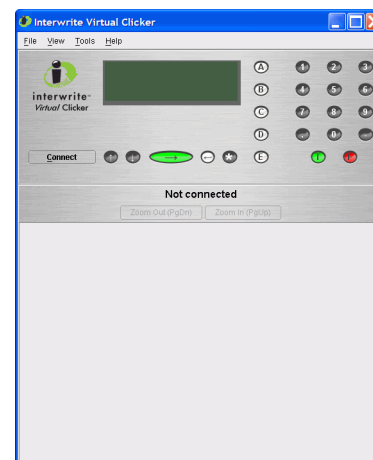 Interwrite Virtual Clicker
File View Tools Help
interwrite™
Virtual Clicker
A 1 2 3
B 4 5 6
C 7 8 9
D . 0 -
Connect * E T F
Not connected
Zoom Out (PgDn) Zoom In (PgUp)